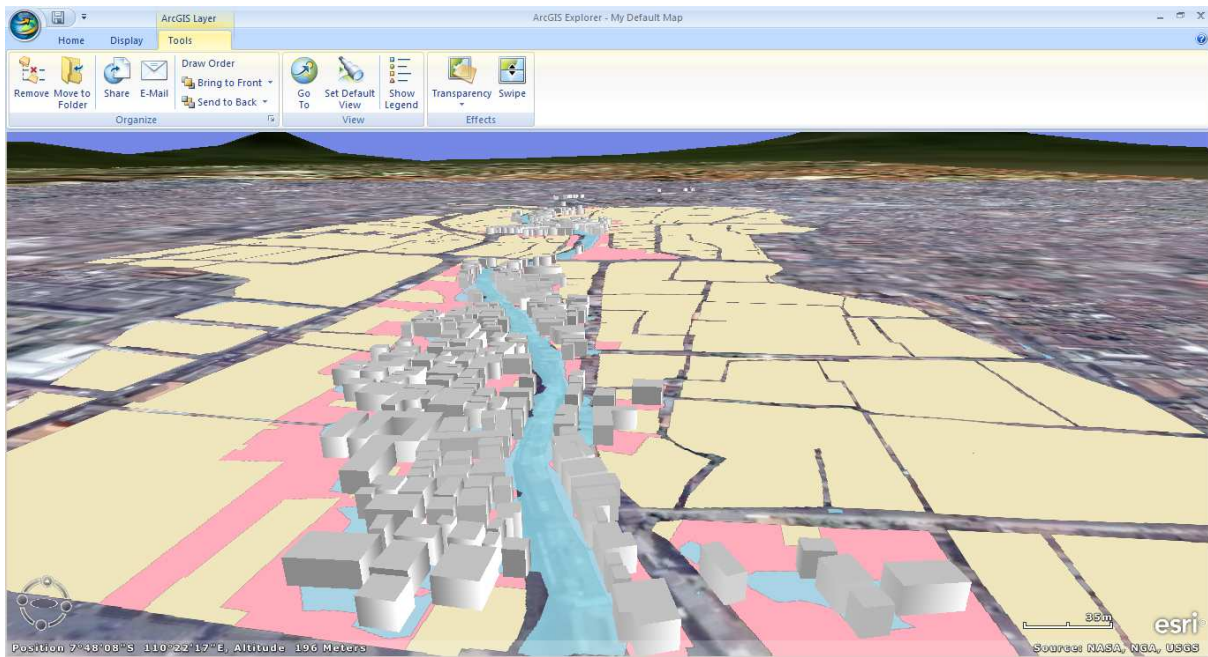 ArcGIS Layer
ArcGIS Explorer - My Default Map
Home Display Tools
Remove
Move to
Folder
Share
E-Mail
Draw Order
Bring to Front
Send to Back
Go
To
Set Default
View
Show
Legend
Transparency
Swipe
Organize
View
Effects
35m
esri
Position 7°48'08"S 110°22'17"E, Altitude 196 Meters
Sources: NASA, NGA, USGS